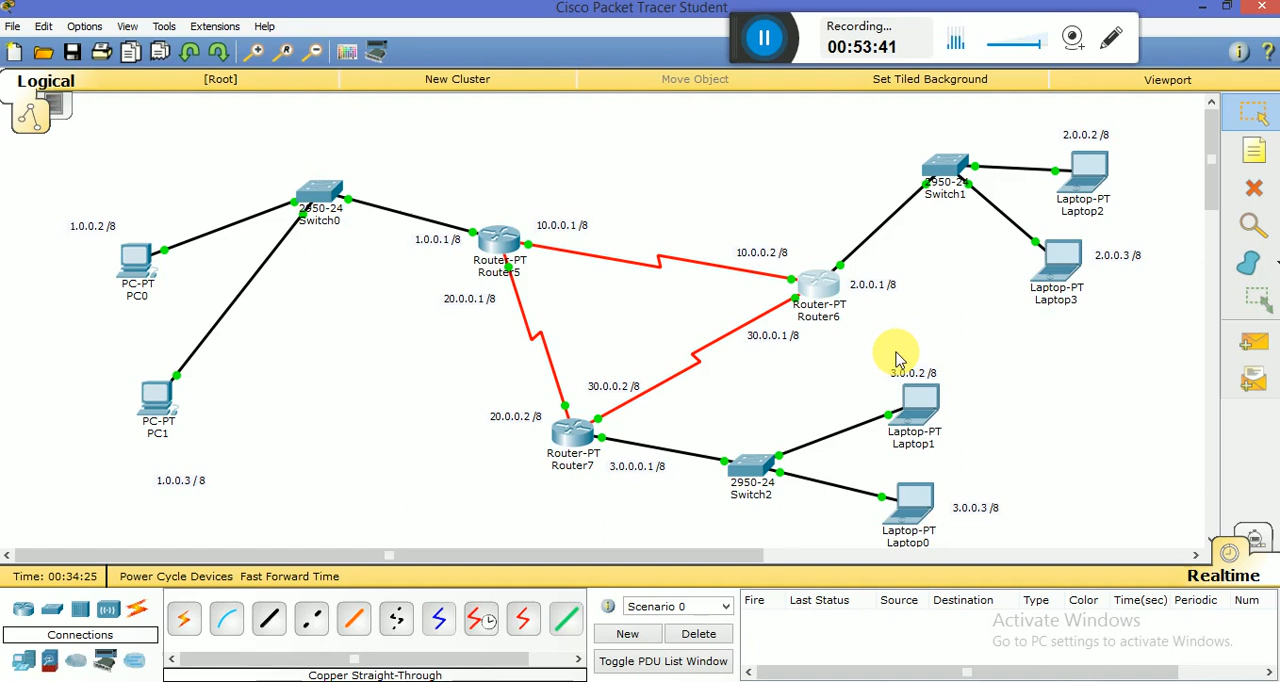 Cisco Packet Tracer Student
File Edit View Tools Options Extensions Help
Recording...
00:53:41
Logical
[Root]
New Cluster
Move Object
Set Tiled Background
Viewport
2.0.0.2 /8
2950-24
Switch1
Laptop-PT
Laptop2
2950-24
Switch0
1.0.0.2 /8
10.0.0.1 /8
1.0.0.1 /8
10.0.0.2 /8
2.0.0.3 /8
Router-PT
Router5
PC-PT
PC0
2.0.0.1 /8
Laptop-PT
Laptop3
20.0.0.1 /8
Router-PT
Router6
30.0.0.1 /8
3.0.0.2 /8
30.0.0.2 /8
20.0.0.2 /8
PC-PT
PC1
Laptop-PT
Laptop1
Router-PT
Router7
3.0.0.0.1 /8
1.0.0.3 /8
2950-24
Switch2
3.0.0.3 /8
Laptop-PT
Laptop0
Time: 00:34:25
Power Cycle Devices Fast Forward Time
Realtime
Scenario 0
Fire Last Status Source Destination Type Color Time(sec) Periodic Num
Activate Windows
Go to PC settings to activate Windows.
Connections
New
Delete
Toggle PDU List Window
Copper Straight-Through